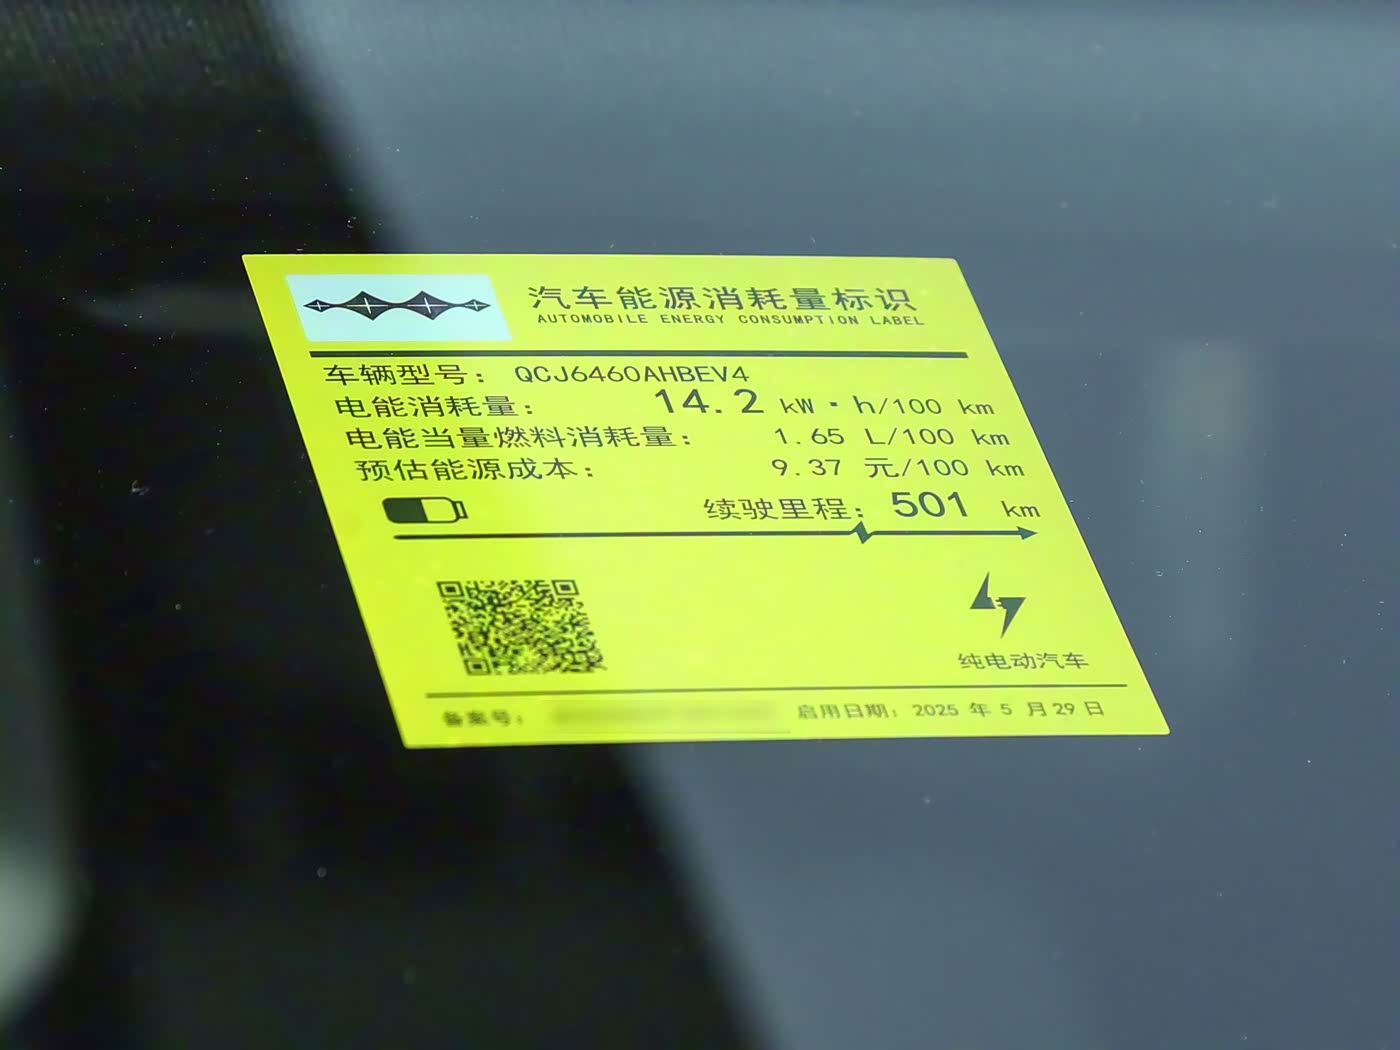 汽车能源消耗量标识
AUTOMOBILE ENERGY CONSUMPTION LABEL
车辆型号： QCJ6460AHBEV4
电能消耗量： 14.2 kW·h/100 km
电能当量燃料消耗量： 1.65 L/100 km
预估能源成本： 9.37 元/100 km
续驶里程： 501 km
纯电动汽车
备案号： 启用日期：2025 年 5 月 29 日